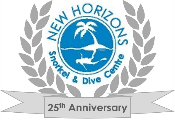 NEW HORIZONS
Snorkel & Dive Centre
25th Anniversary